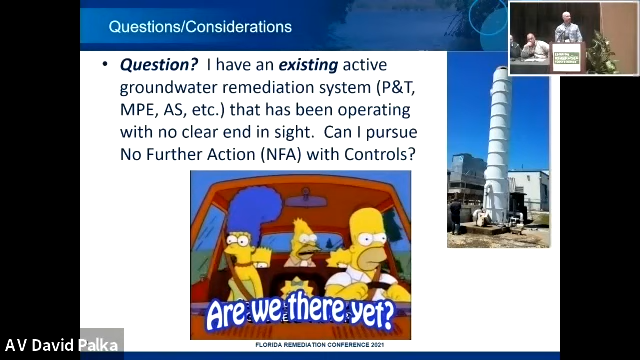 Questions/Considerations
• Question? I have an existing active
groundwater remediation system (P&T,
MPE, AS, etc.) that has been operating
with no clear end in sight. Can I pursue
No Further Action (NFA) with Controls?
Are we there yet?
FLORIDA REMEDIATION CONFERENCE 2021
AV David Palka